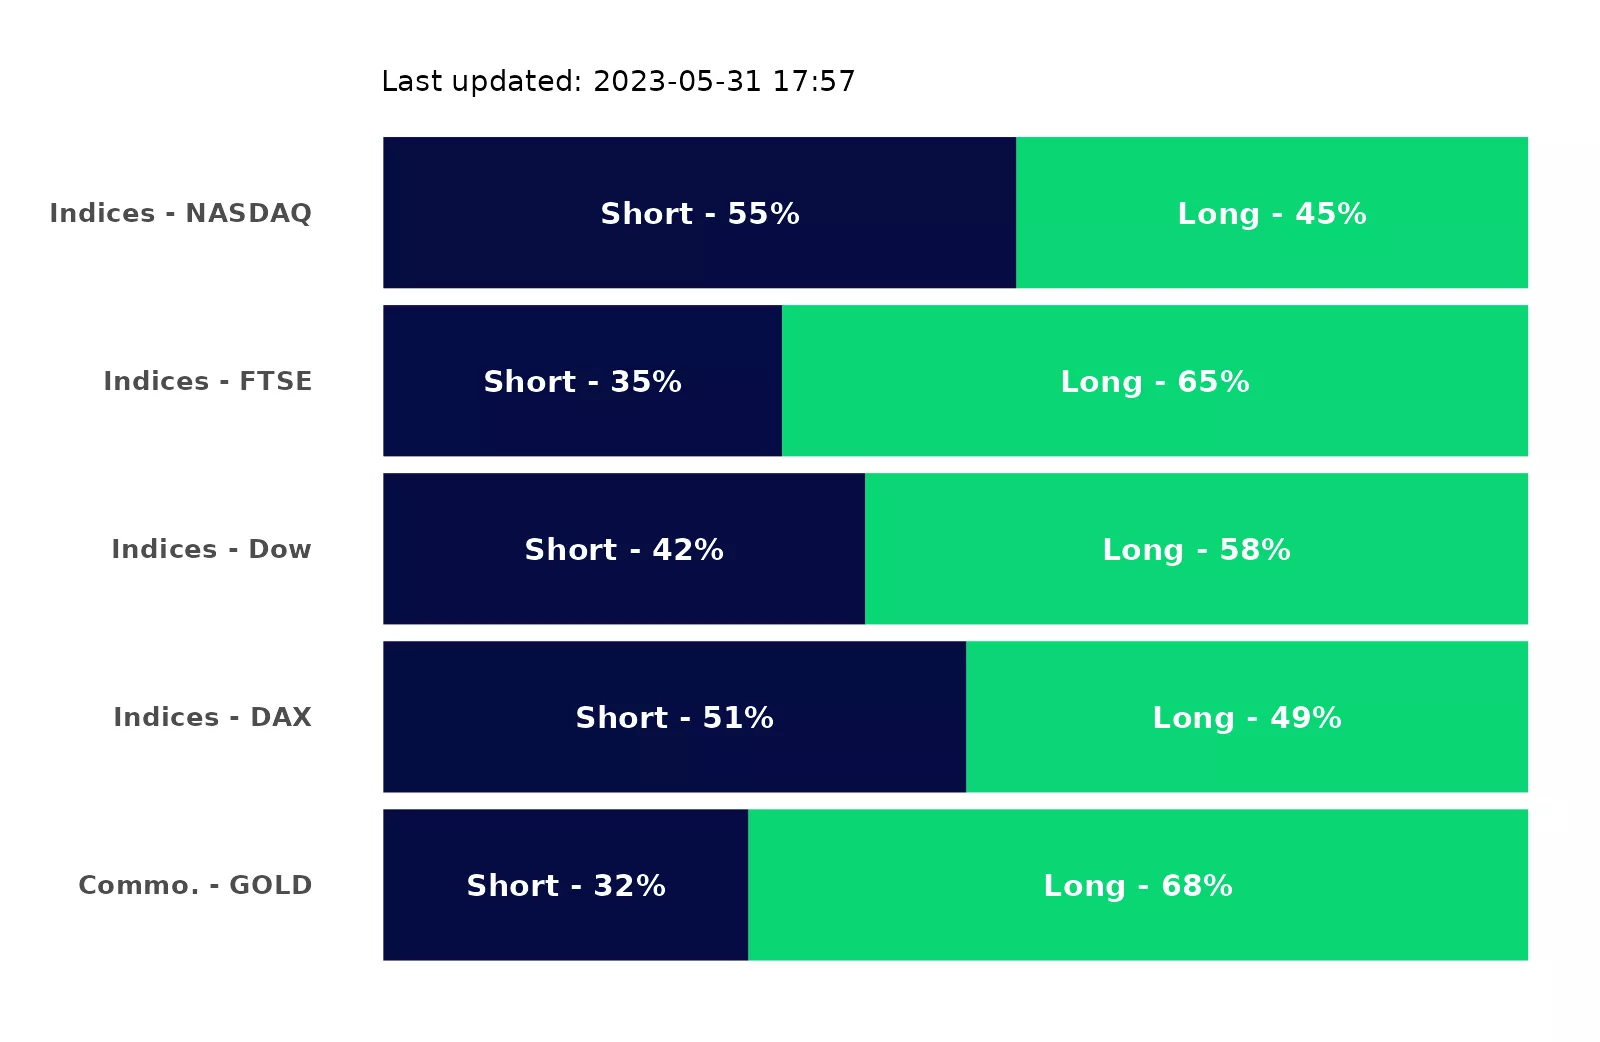 Last updated: 2023-05-31 17:57
Indices - NASDAQ Short - 55% Long - 45%
Indices - FTSE Short - 35% Long - 65%
Indices - Dow Short - 42% Long - 58%
Indices - DAX Short - 51% Long - 49%
Commo. - GOLD Short - 32% Long - 68%